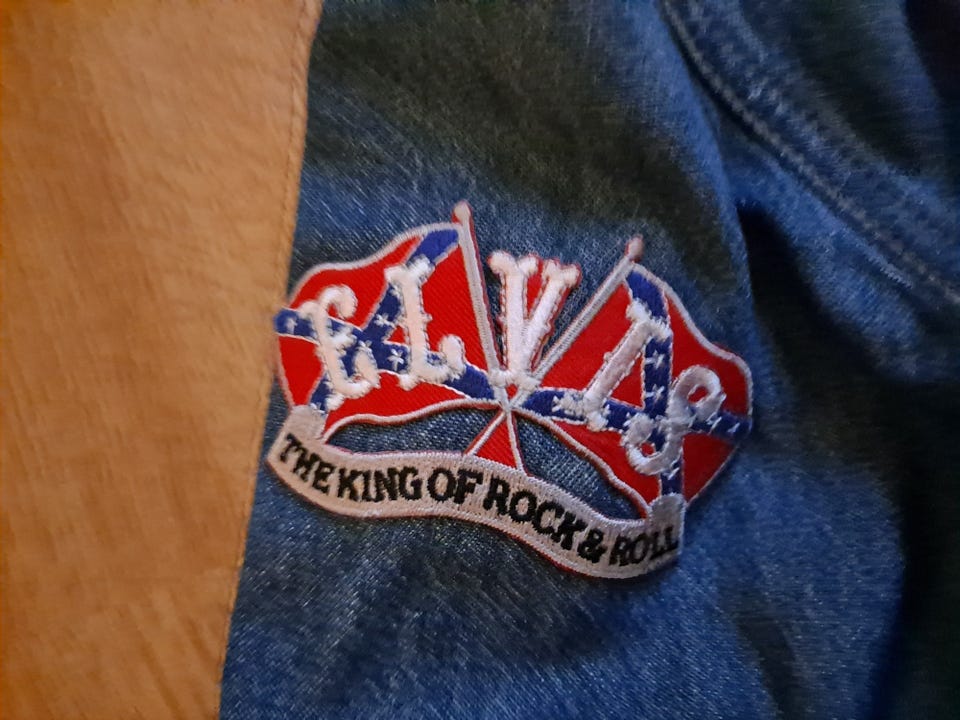 ELVIS
THE KING OF ROCK & ROLL